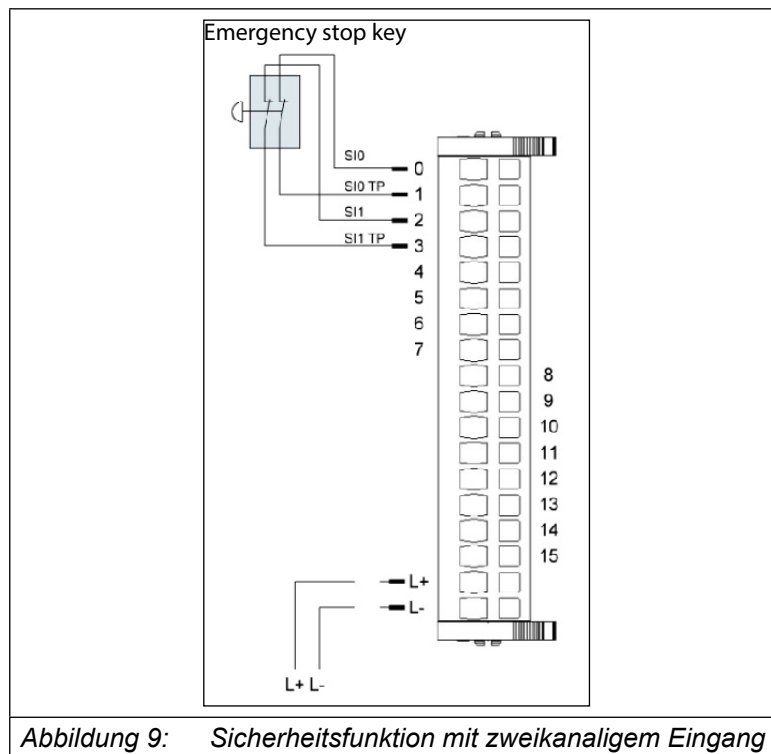 Emergency stop key
SI0
0
SI0 TP
1
SI1
2
SI1 TP
3
4
5
6
7
8
9
10
11
12
13
14
15
L+
L-
L+ L-
Abbildung 9: Sicherheitsfunktion mit zweikanaligem Eingang